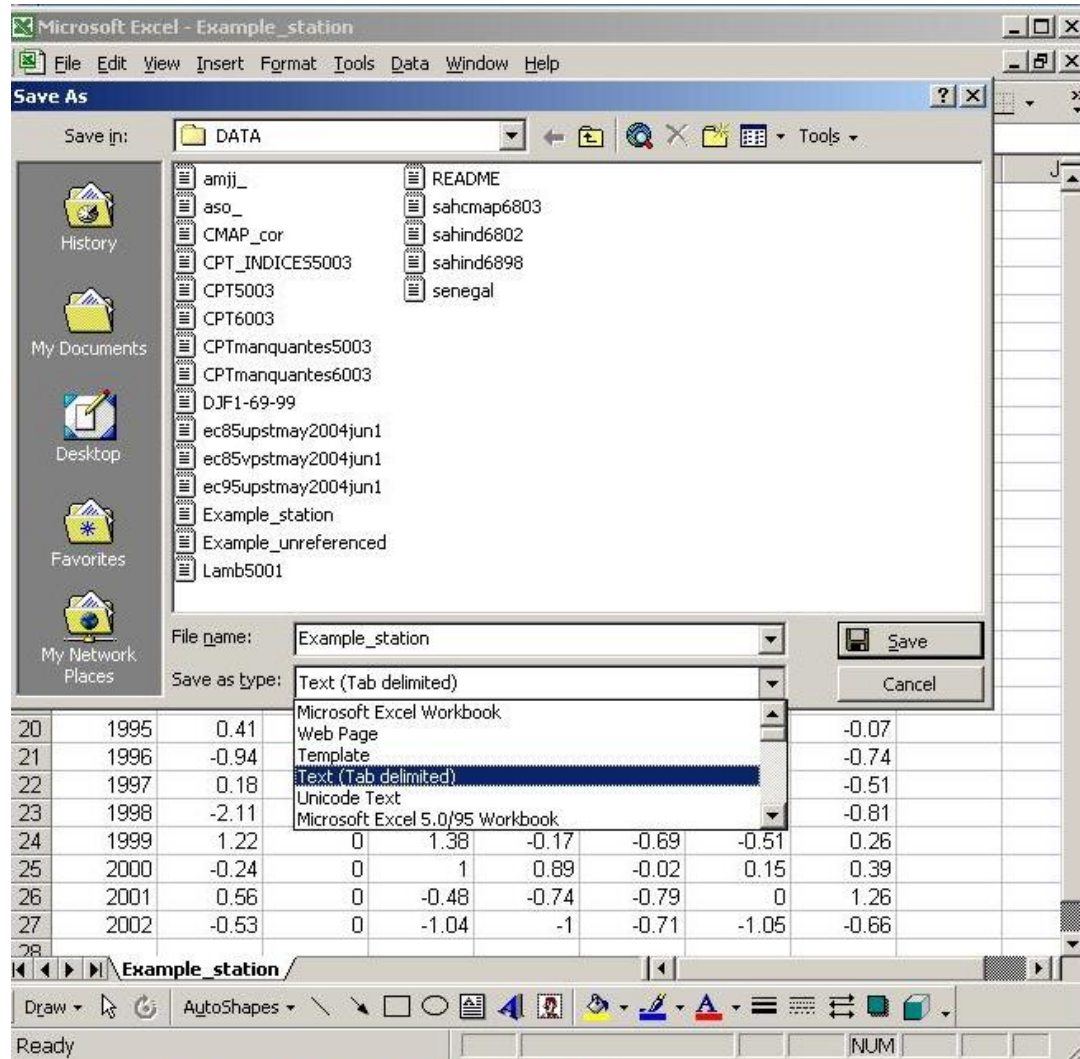 Microsoft Excel - Example_station
File Edit View Insert Format Tools Data Window Help
Save As
Save in: DATA Tools
History
My Documents
Desktop
Favorites
My Network Places
amjj_
aso_
CMAP_cor
CPT_INDICES5003
CPT5003
CPT6003
CPTmanquantes5003
CPTmanquantes6003
DJF1-69-99
ec85upstmay2004jun1
ec85vpstmay2004jun1
ec95upstmay2004jun1
Example_station
Example_unreferenced
Lamb5001
README
sahcmap6803
sahind6802
sahind6898
senegal
J
File name: Example_station Save
Save as type: Text (Tab delimited) Cancel
Microsoft Excel Workbook
Web Page
Template
Text (Tab delimited)
Unicode Text
Microsoft Excel 5.0/95 Workbook
20 1995 0.41 -0.07
21 1996 -0.94 -0.74
22 1997 0.18 -0.51
23 1998 -2.11 -0.81
24 1999 1.22 0 1.38 -0.17 -0.69 -0.51 0.26
25 2000 -0.24 0 1 0.89 -0.02 0.15 0.39
26 2001 0.56 0 -0.48 -0.74 -0.79 0 1.26
27 2002 -0.53 0 -1.04 -1 -0.71 -1.05 -0.66
28
Example_station
Draw AutoShapes
Ready NUM